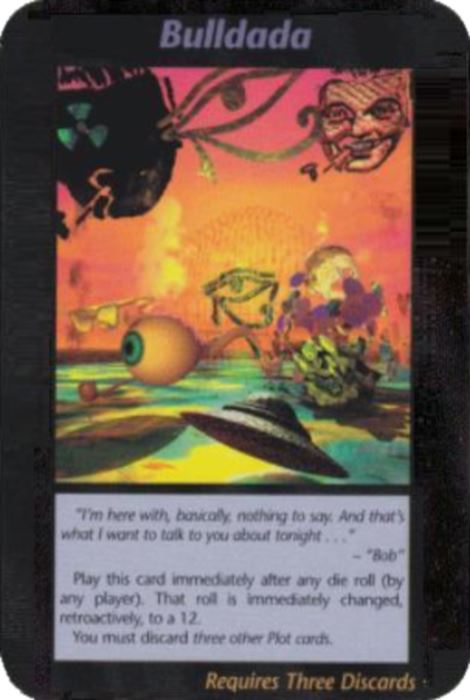 Bulldada
"I'm here with, basically, nothing to say. And that's
what I want to talk to you about tonight . . ."
– "Bob"
Play this card immediately after any die roll (by
any player). That roll is immediately changed,
retroactively, to a 12.
You must discard three other Plot cards.
Requires Three Discards ·